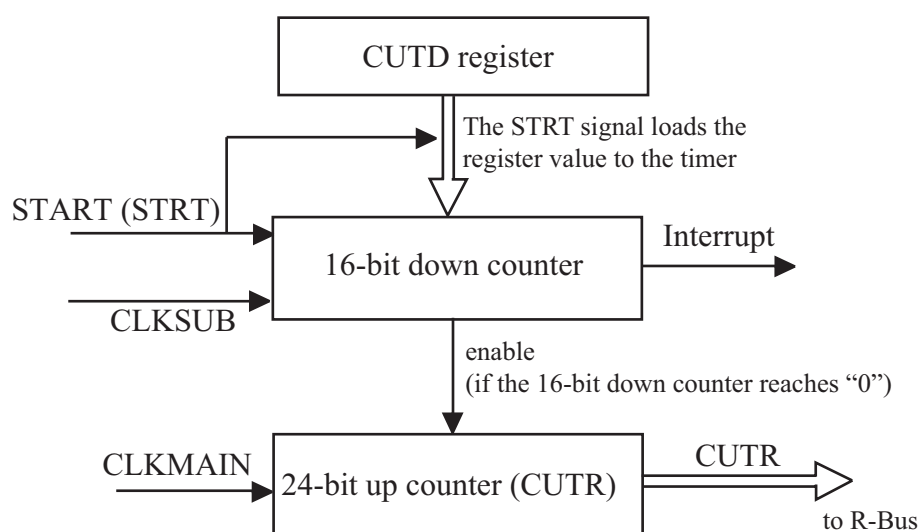 CUTD register
The STRT signal loads the
register value to the timer
START (STRT)
16-bit down counter
Interrupt
CLKSUB
enable
(if the 16-bit down counter reaches “0”)
CLKMAIN
24-bit up counter (CUTR)
CUTR
to R-Bus